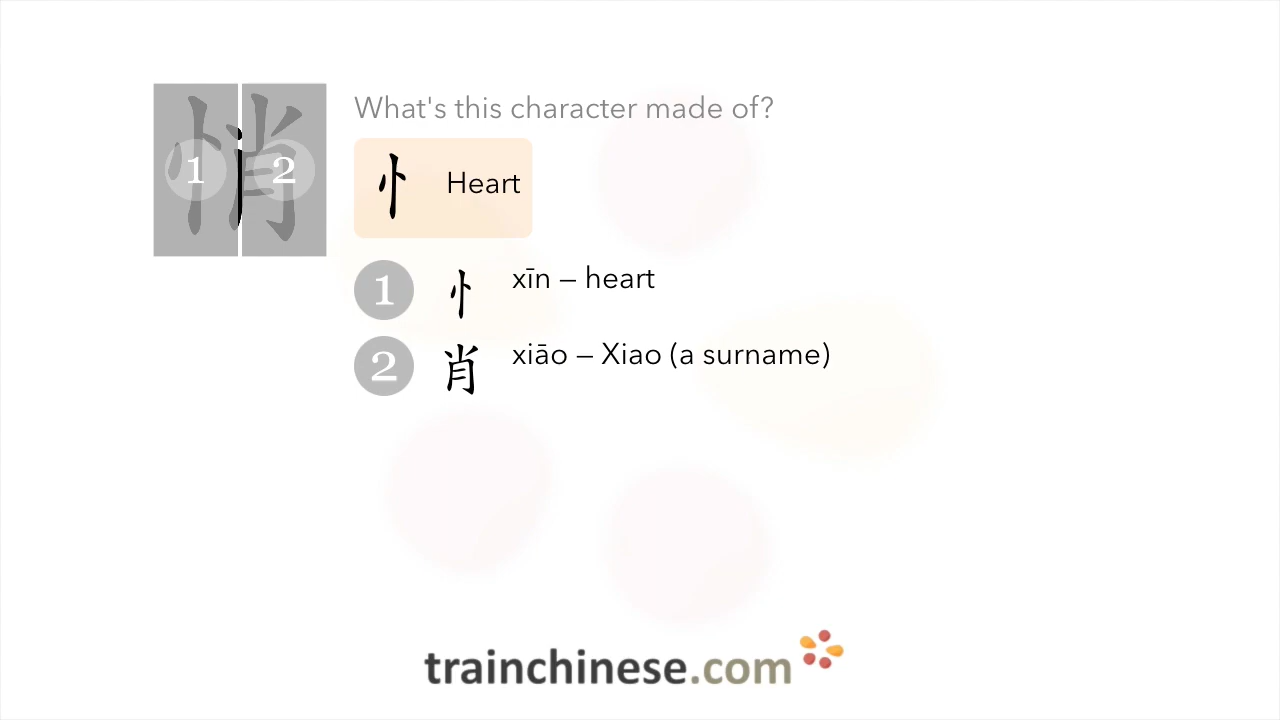 悄
1 2
What's this character made of?
忄 Heart
1 忄 xīn – heart
2 肖 xiāo – Xiao (a surname)
trainchinese.com